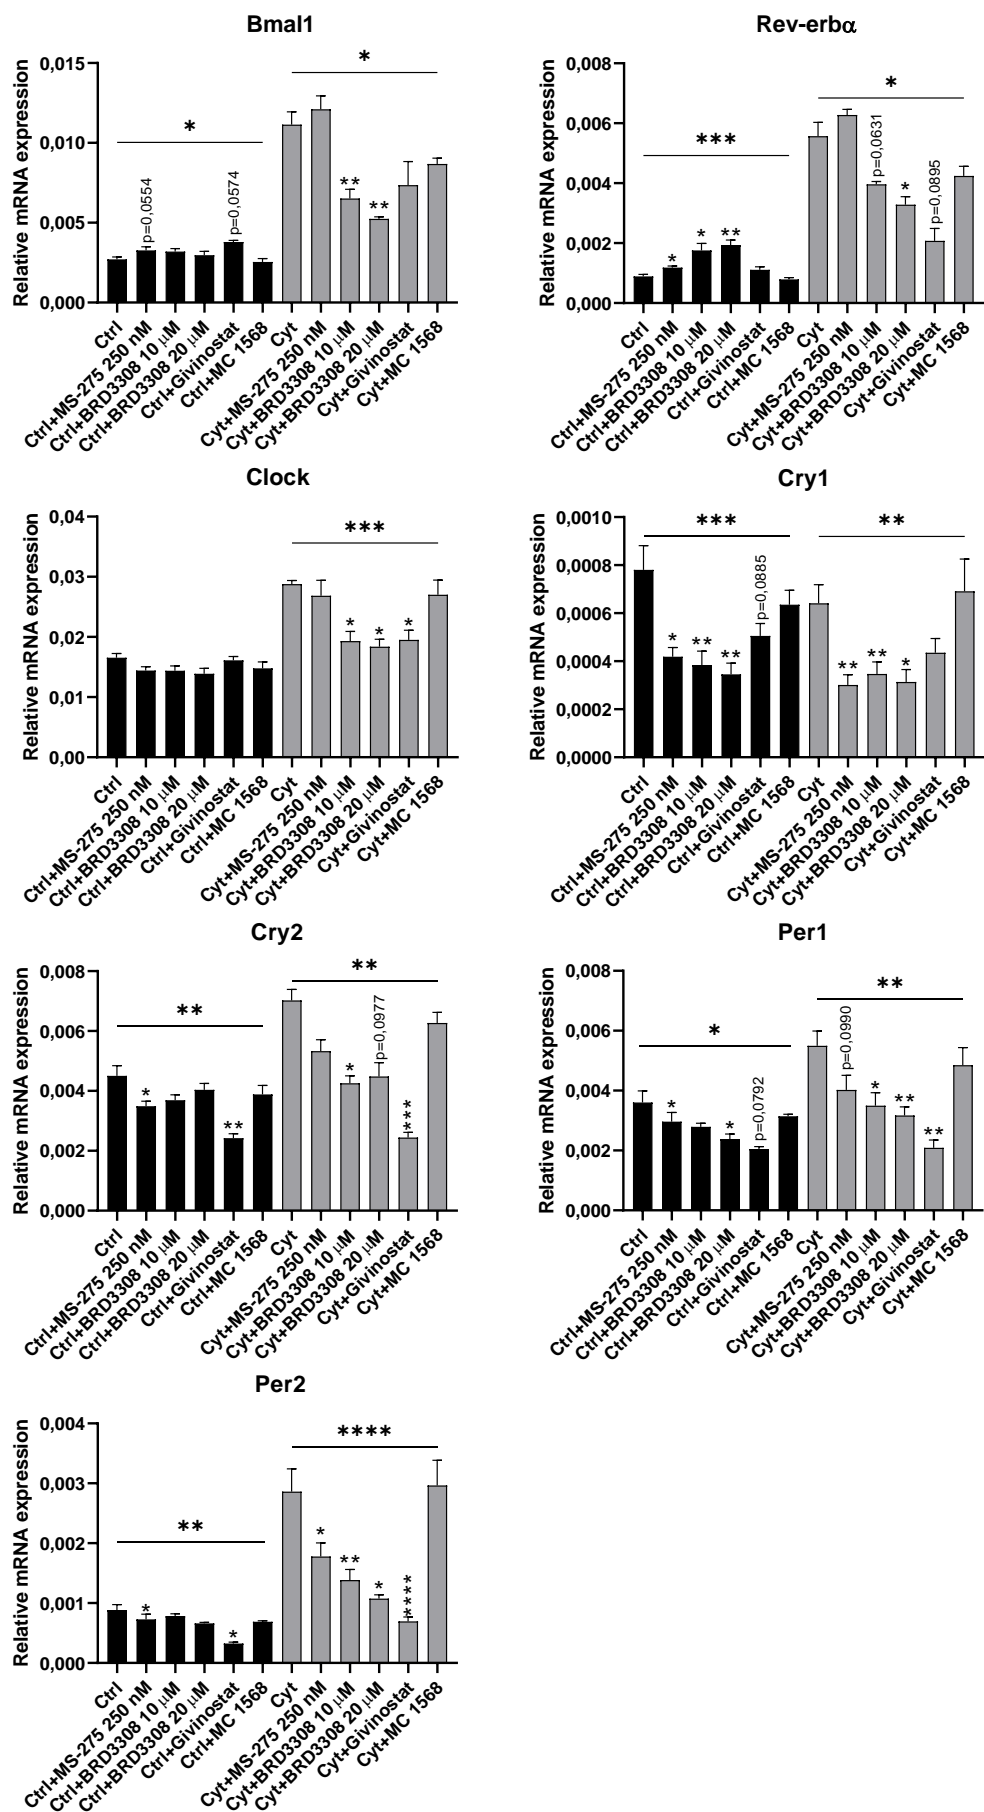 Bmal1
Relative mRNA expression
0,015
0,010
0,005
0,000
*
*
p=0,0554
p=0,0574
**
**
Ctrl
Ctrl+MS-275 250 nM
Ctrl+BRD3308 10 μM
Ctrl+BRD3308 20 μM
Ctrl+Givinostat
Ctrl+MC 1568
Cyt
Cyt+MS-275 250 nM
Cyt+BRD3308 10 μM
Cyt+BRD3308 20 μM
Cyt+Givinostat
Cyt+MC 1568
Rev-erbα
Relative mRNA expression
0,008
0,006
0,004
0,002
0,000
***
*
*
*
**
p=0,0631
*
p=0,0895
Ctrl
Ctrl+MS-275 250 nM
Ctrl+BRD3308 10 μM
Ctrl+BRD3308 20 μM
Ctrl+Givinostat
Ctrl+MC 1568
Cyt
Cyt+MS-275 250 nM
Cyt+BRD3308 10 μM
Cyt+BRD3308 20 μM
Cyt+Givinostat
Cyt+MC 1568
Clock
Relative mRNA expression
0,04
0,03
0,02
0,01
0,00
***
*
*
*
Ctrl
Ctrl+MS-275 250 nM
Ctrl+BRD3308 10 μM
Ctrl+BRD3308 20 μM
Ctrl+Givinostat
Ctrl+MC 1568
Cyt
Cyt+MS-275 250 nM
Cyt+BRD3308 10 μM
Cyt+BRD3308 20 μM
Cyt+Givinostat
Cyt+MC 1568
Cry1
Relative mRNA expression
0,0010
0,0008
0,0006
0,0004
0,0002
0,0000
***
**
*
**
**
p=0,0885
**
**
*
Ctrl
Ctrl+MS-275 250 nM
Ctrl+BRD3308 10 μM
Ctrl+BRD3308 20 μM
Ctrl+Givinostat
Ctrl+MC 1568
Cyt
Cyt+MS-275 250 nM
Cyt+BRD3308 10 μM
Cyt+BRD3308 20 μM
Cyt+Givinostat
Cyt+MC 1568
Cry2
Relative mRNA expression
0,008
0,006
0,004
0,002
0,000
**
**
*
**
*
p=0,0977
***
Ctrl
Ctrl+MS-275 250 nM
Ctrl+BRD3308 10 μM
Ctrl+BRD3308 20 μM
Ctrl+Givinostat
Ctrl+MC 1568
Cyt
Cyt+MS-275 250 nM
Cyt+BRD3308 10 μM
Cyt+BRD3308 20 μM
Cyt+Givinostat
Cyt+MC 1568
Per1
Relative mRNA expression
0,008
0,006
0,004
0,002
0,000
*
**
*
*
p=0,0792
p=0,0990
*
**
**
Ctrl
Ctrl+MS-275 250 nM
Ctrl+BRD3308 10 μM
Ctrl+BRD3308 20 μM
Ctrl+Givinostat
Ctrl+MC 1568
Cyt
Cyt+MS-275 250 nM
Cyt+BRD3308 10 μM
Cyt+BRD3308 20 μM
Cyt+Givinostat
Cyt+MC 1568
Per2
Relative mRNA expression
0,004
0,003
0,002
0,001
0,000
**
****
*
*
*
**
*
****
Ctrl
Ctrl+MS-275 250 nM
Ctrl+BRD3308 10 μM
Ctrl+BRD3308 20 μM
Ctrl+Givinostat
Ctrl+MC 1568
Cyt
Cyt+MS-275 250 nM
Cyt+BRD3308 10 μM
Cyt+BRD3308 20 μM
Cyt+Givinostat
Cyt+MC 1568